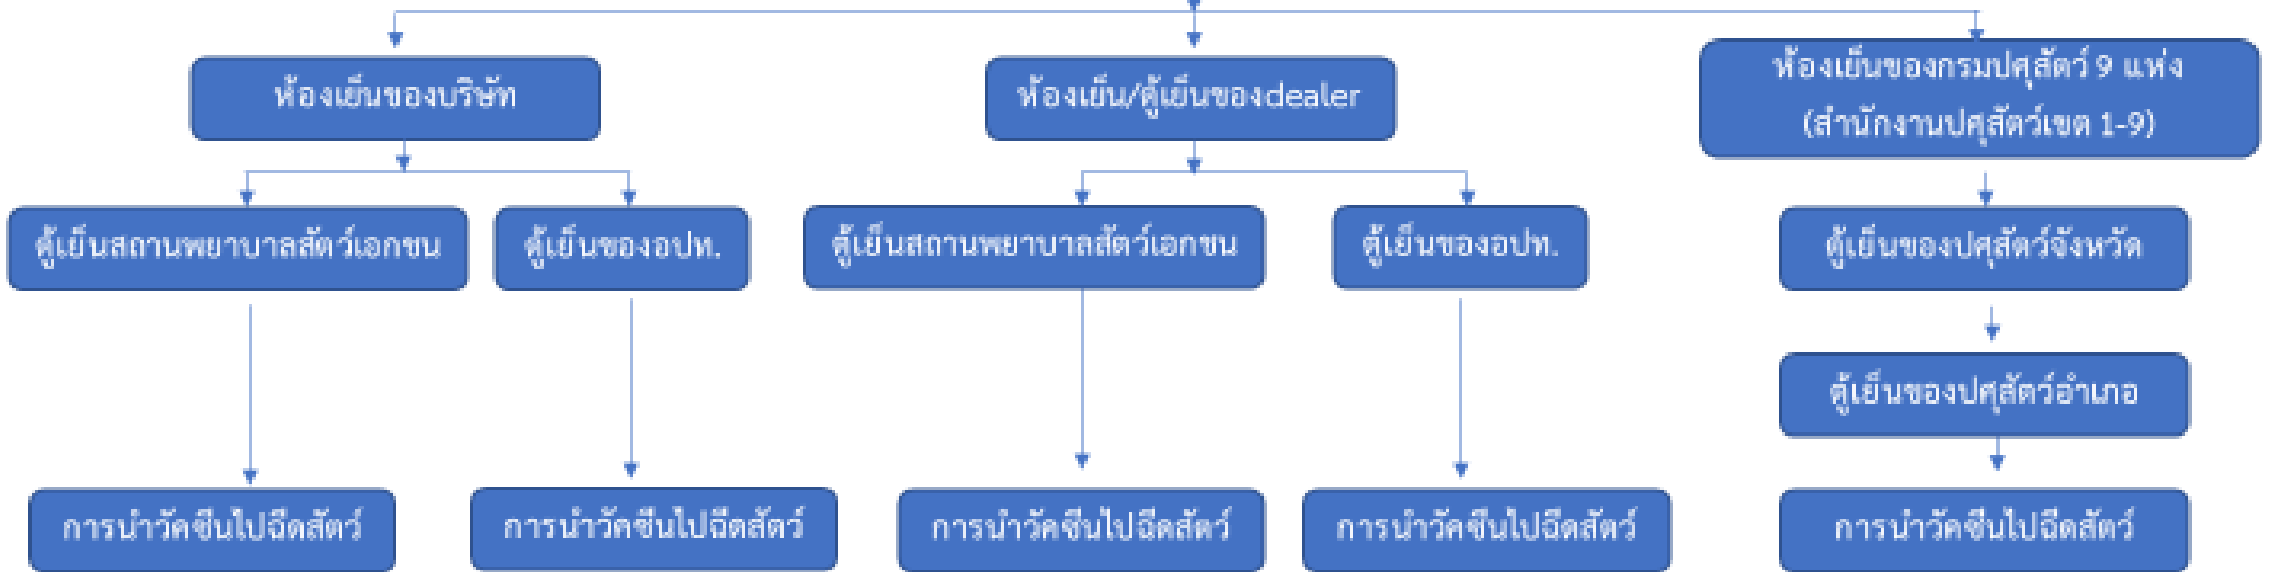 ห้องเย็นของบริษัท
ห้องเย็น/ตู้เย็นของdealer
ห้องเย็นของกรมปศุสัตว์ 9 แห่ง
(สำนักงานปศุสัตว์เขต 1-9)
ตู้เย็นสถานพยาบาลสัตว์เอกชน
ตู้เย็นของอปท.
ตู้เย็นสถานพยาบาลสัตว์เอกชน
ตู้เย็นของอปท.
ตู้เย็นของปศุสัตว์จังหวัด
ตู้เย็นของปศุสัตว์อำเภอ
การนำวัคซีนไปฉีดสัตว์
การนำวัคซีนไปฉีดสัตว์
การนำวัคซีนไปฉีดสัตว์
การนำวัคซีนไปฉีดสัตว์
การนำวัคซีนไปฉีดสัตว์